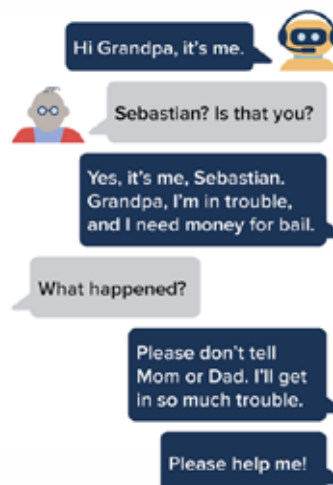 Hi Grandpa, it's me.
Sebastian? Is that you?
Yes, it's me, Sebastian.
Grandpa, I'm in trouble,
and I need money for bail.
What happened?
Please don't tell
Mom or Dad. I'll get
in so much trouble.
Please help me!